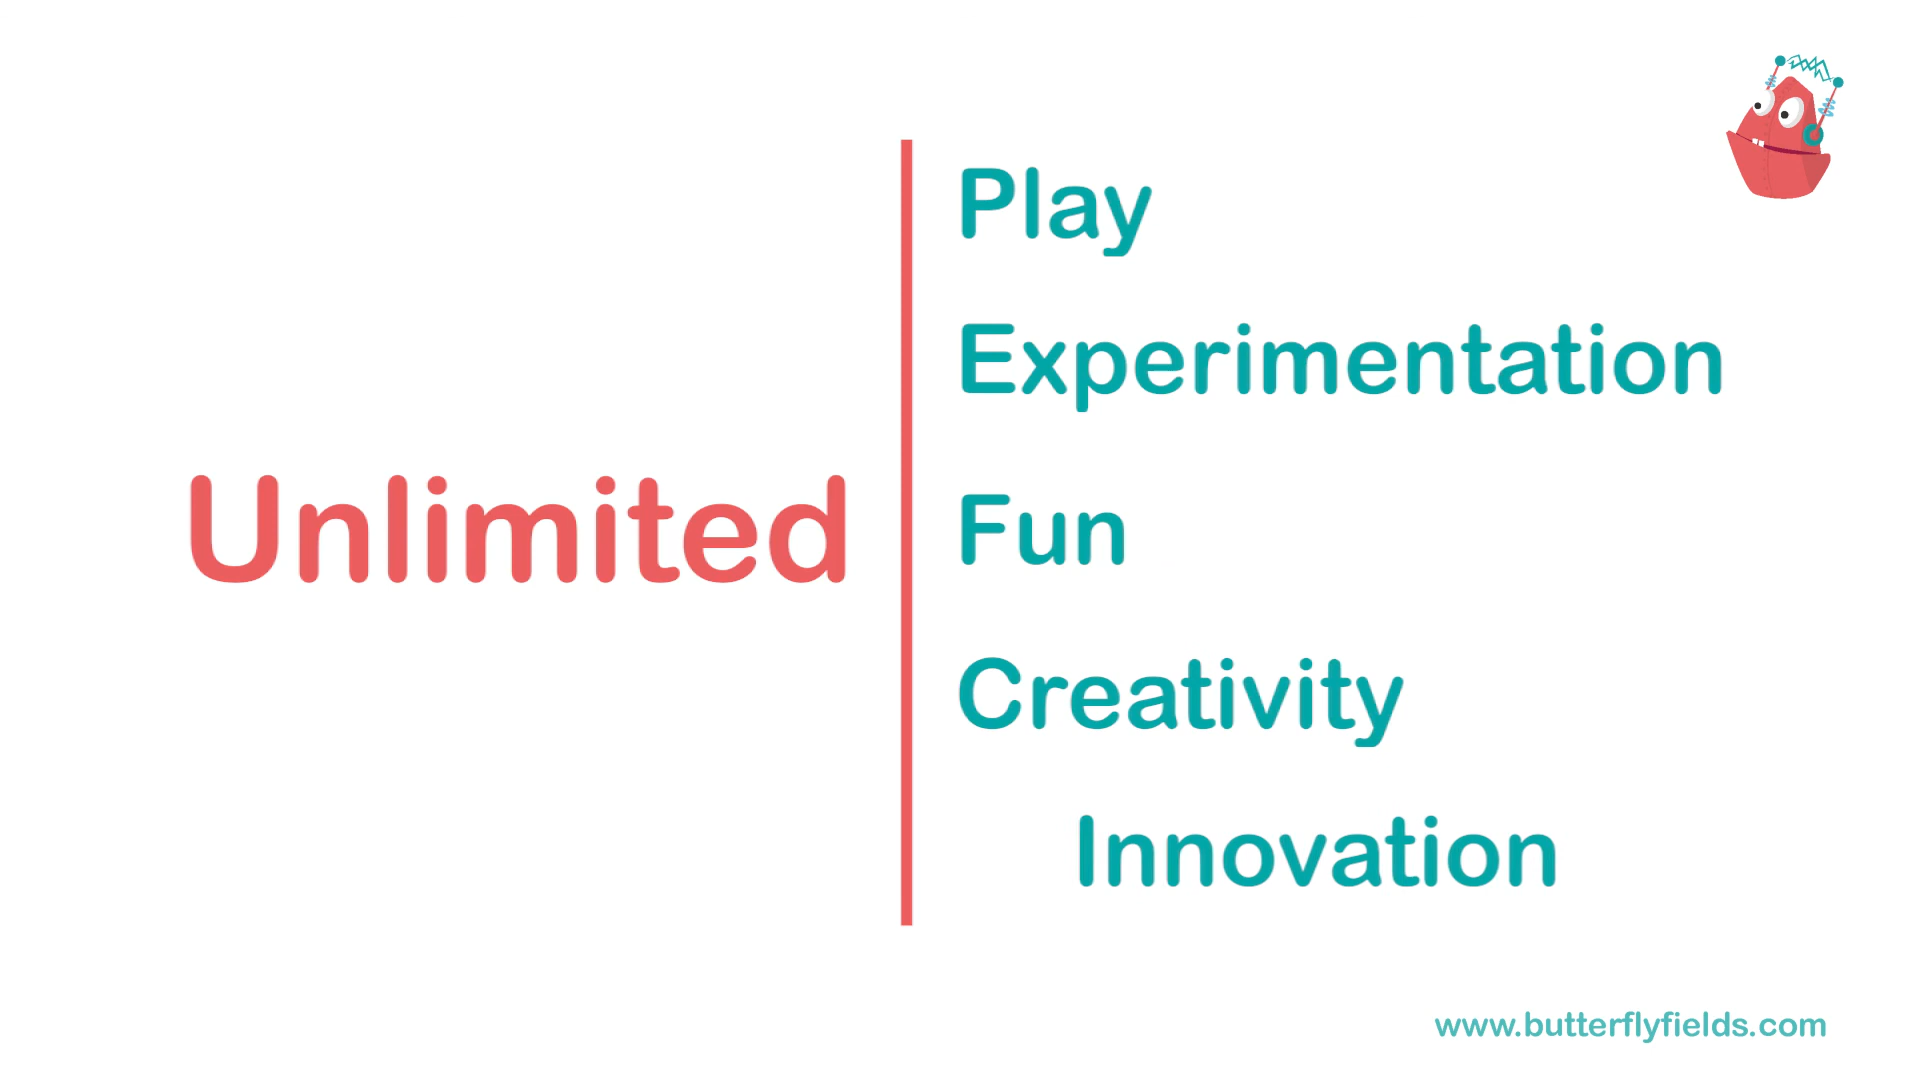 Unlimited
Play
Experimentation
Fun
Creativity
Innovation
www.butterflyfields.com